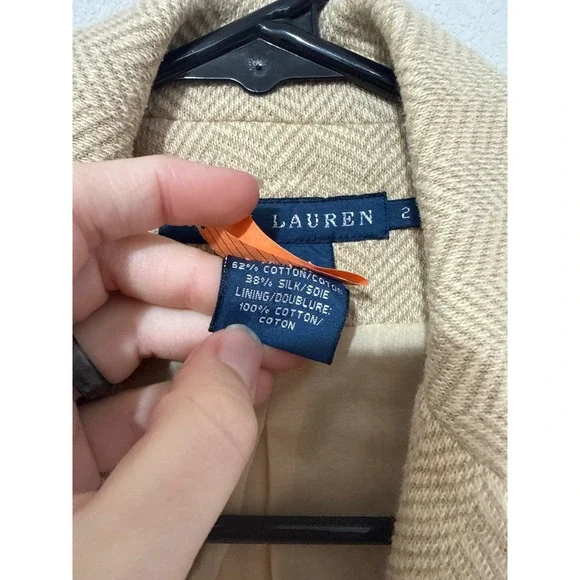 LAUREN 2
62% COTTON/COTON
38% SILK/SOIE
LINING/DOUBLURE:
100% COTTON/
COTON